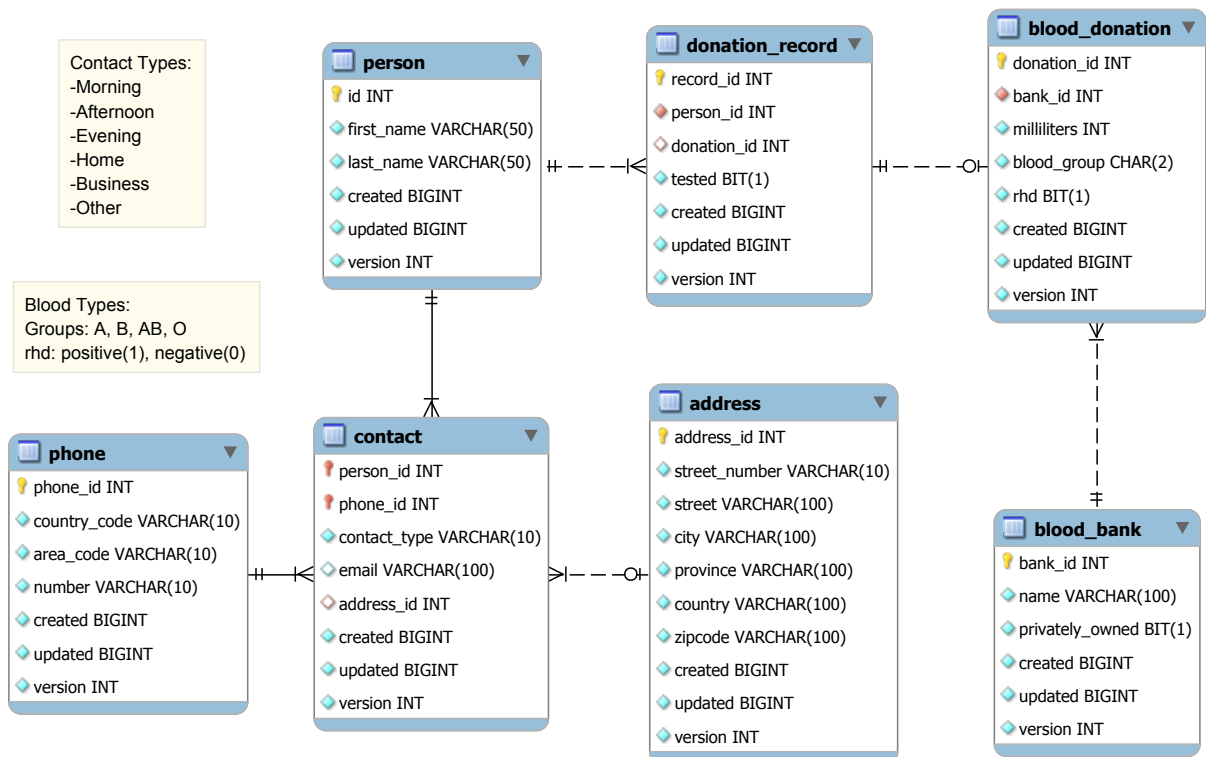 Contact Types:
-Morning
-Afternoon
-Evening
-Home
-Business
-Other
Blood Types:
Groups: A, B, AB, O
rhd: positive(1), negative(0)
person
id INT
first_name VARCHAR(50)
last_name VARCHAR(50)
created BIGINT
updated BIGINT
version INT
donation_record
record_id INT
person_id INT
donation_id INT
tested BIT(1)
created BIGINT
updated BIGINT
version INT
blood_donation
donation_id INT
bank_id INT
milliliters INT
blood_group CHAR(2)
rhd BIT(1)
created BIGINT
updated BIGINT
version INT
phone
phone_id INT
country_code VARCHAR(10)
area_code VARCHAR(10)
number VARCHAR(10)
created BIGINT
updated BIGINT
version INT
contact
person_id INT
phone_id INT
contact_type VARCHAR(10)
email VARCHAR(100)
address_id INT
created BIGINT
updated BIGINT
version INT
address
address_id INT
street_number VARCHAR(10)
street VARCHAR(100)
city VARCHAR(100)
province VARCHAR(100)
country VARCHAR(100)
zipcode VARCHAR(100)
created BIGINT
updated BIGINT
version INT
blood_bank
bank_id INT
name VARCHAR(100)
privately_owned BIT(1)
created BIGINT
updated BIGINT
version INT